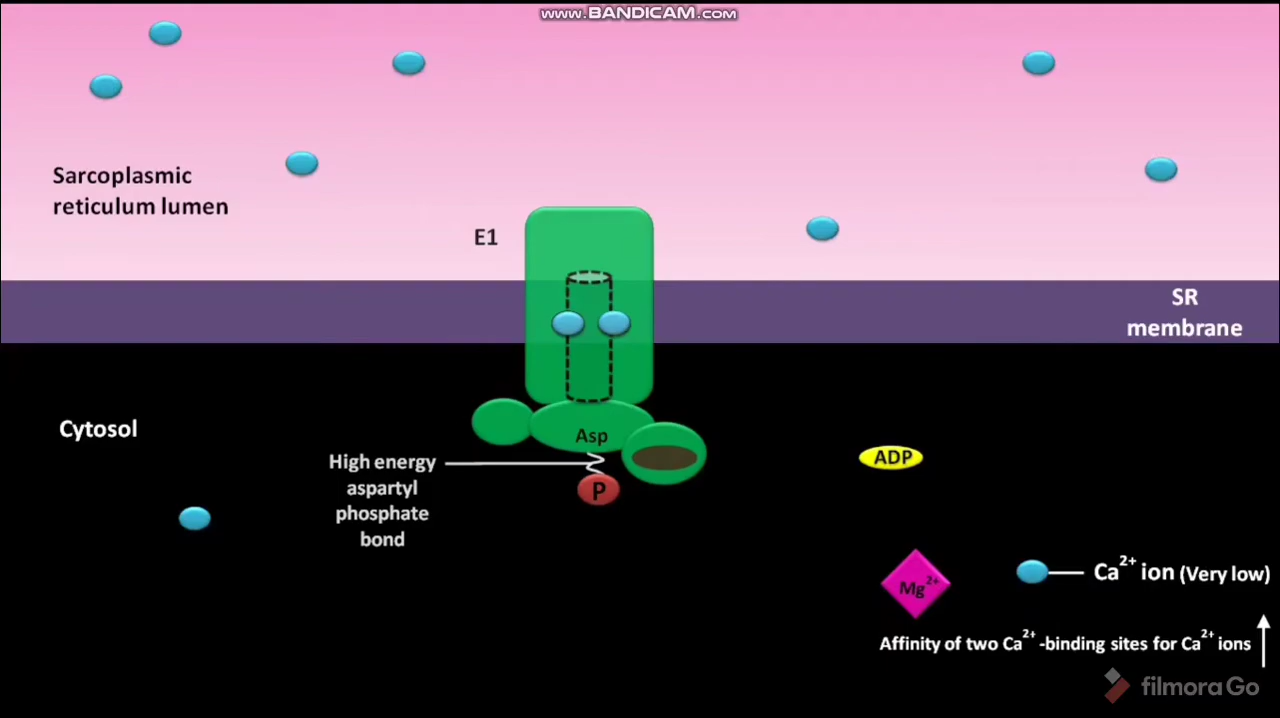 www.BANDICAM.com
Sarcoplasmic
reticulum lumen
E1
SR
membrane
Cytosol
Asp
High energy
aspartyl
phosphate
bond
P
ADP
Mg²⁺
Ca²⁺ ion (Very low)
Affinity of two Ca²⁺-binding sites for Ca²⁺ ions
filmora Go